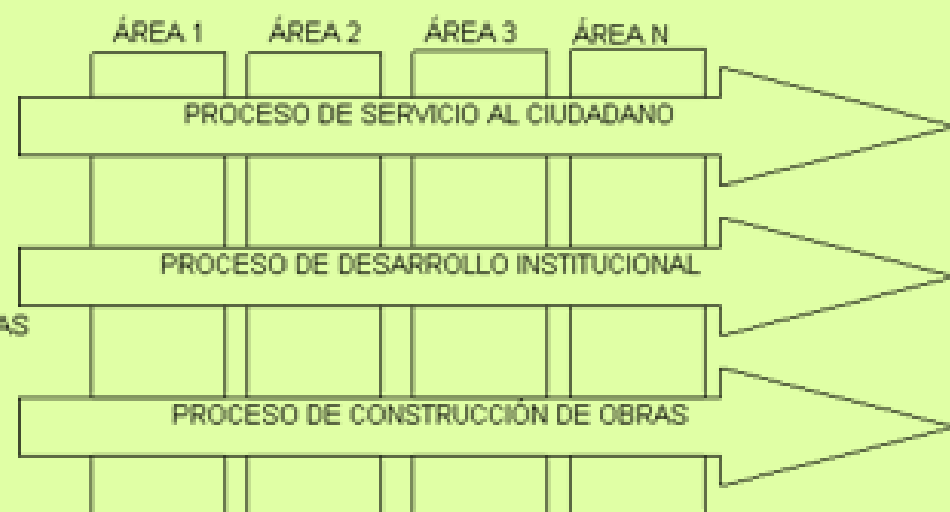 ÁREA 1
ÁREA 2
ÁREA 3
ÁREA N
PROCESO DE SERVICIO AL CIUDADANO
PROCESO DE DESARROLLO INSTITUCIONAL
AS
PROCESO DE CONSTRUCCIÓN DE OBRAS